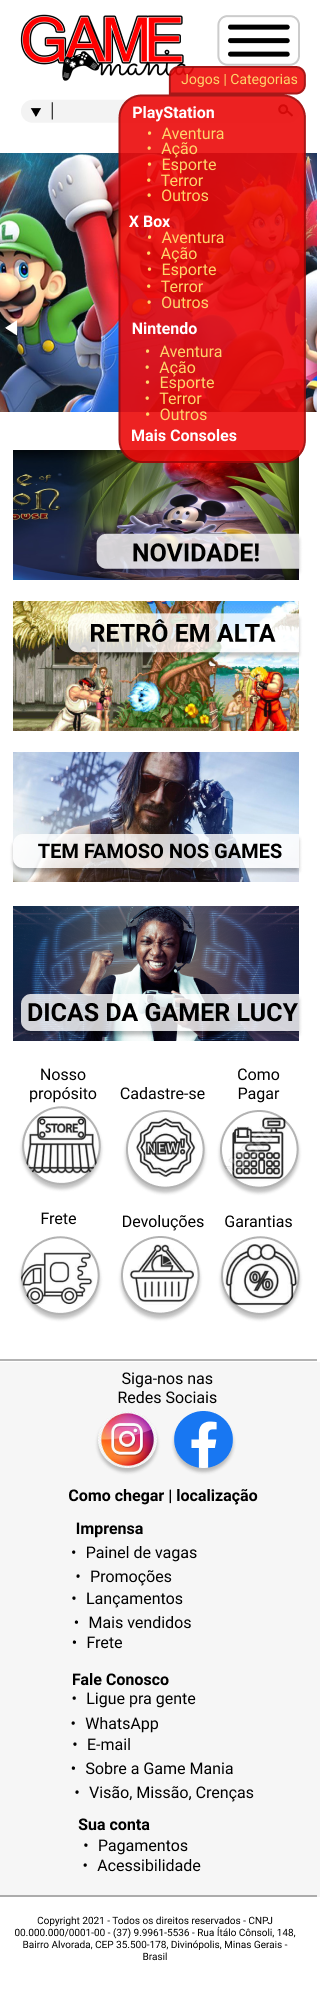 GAME
mania
Jogos | Categorias
PlayStation
• Aventura
• Ação
• Esporte
• Terror
• Outros
X Box
• Aventura
• Ação
• Esporte
• Terror
• Outros
Nintendo
• Aventura
• Ação
• Esporte
• Terror
• Outros
Mais Consoles
e of
NOVIDADE!
RETRÔ EM ALTA
TEM FAMOSO NOS GAMES
DICAS DA GAMER LUCY
Nosso
propósito
Cadastre-se
Como
Pagar
STORE
NEW!
Frete
Devoluções
Garantias
%
Siga-nos nas
Redes Sociais
Como chegar | localização
Imprensa
• Painel de vagas
• Promoções
• Lançamentos
• Mais vendidos
• Frete
Fale Conosco
• Ligue pra gente
• WhatsApp
• E-mail
• Sobre a Game Mania
• Visão, Missão, Crenças
Sua conta
• Pagamentos
• Acessibilidade
Copyright 2021 - Todos os direitos reservados - CNPJ
00.000.000/0001-00 - (37) 9.9961-5536 - Rua Ítálo Cônsoli, 148,
Bairro Alvorada, CEP 35.500-178, Divinópolis, Minas Gerais -
Brasil